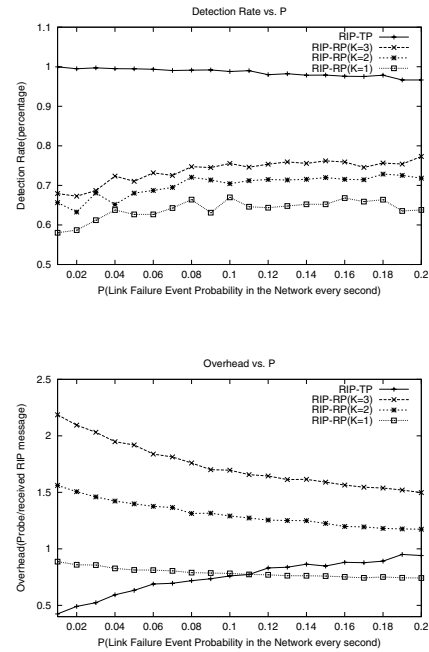 Detection Rate vs. P
1.1
1
0.9
0.8
0.7
0.6
0.5
Detection Rate(percentage)
RIP-TP
RIP-RP(K=3)
RIP-RP(K=2)
RIP-RP(K=1)
0.02 0.04 0.06 0.08 0.1 0.12 0.14 0.16 0.18 0.2
P(Link Failure Event Probability in the Network every second)
Overhead vs. P
2.5
2
1.5
1
0.5
Overhead(Probe/received RIP message)
RIP-TP
RIP-RP(K=3)
RIP-RP(K=2)
RIP-RP(K=1)
0.02 0.04 0.06 0.08 0.1 0.12 0.14 0.16 0.18 0.2
P(Link Failure Event Probability in the Network every second)